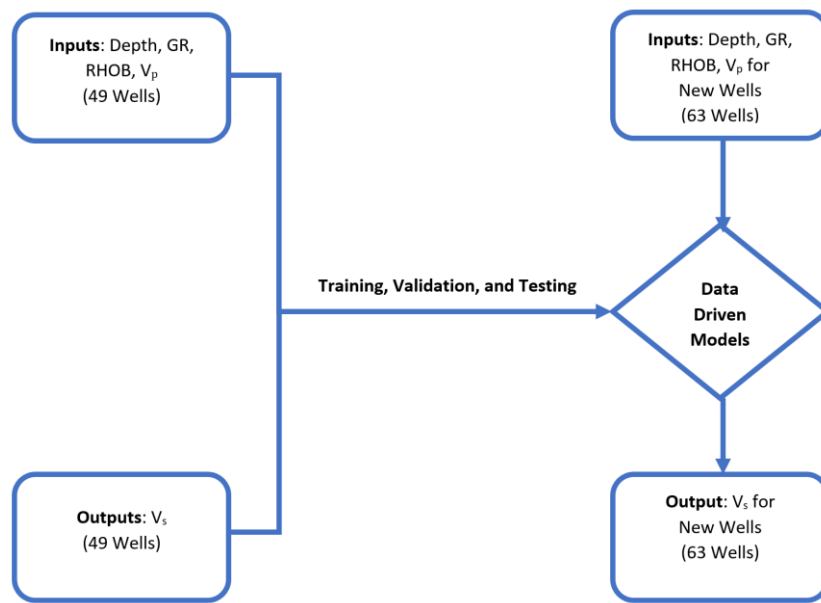 Inputs: Depth, GR,
RHOB, Vₚ
(49 Wells)
Inputs: Depth, GR,
RHOB, Vₚ for
New Wells
(63 Wells)
Training, Validation, and Testing
Data
Driven
Models
Outputs: Vₛ
(49 Wells)
Output: Vₛ for
New Wells
(63 Wells)